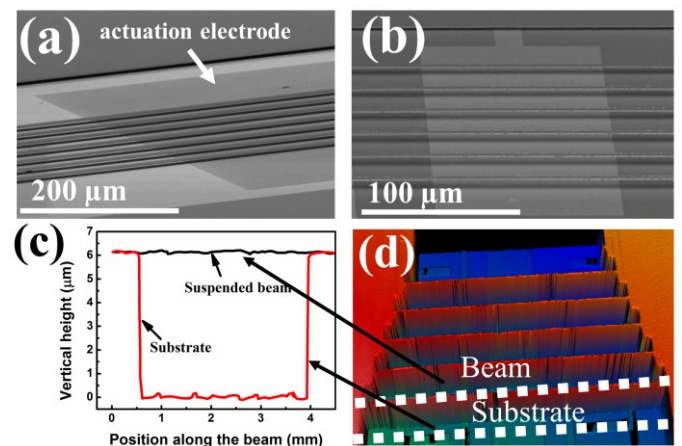 (a)
actuation electrode
200 μm
(b)
100 μm
(c)
Vertical height (μm)
7
6
5
4
3
2
1
0
Suspended beam
Substrate
0
1
2
3
4
Position along the beam (mm)
(d)
Beam
Substrate